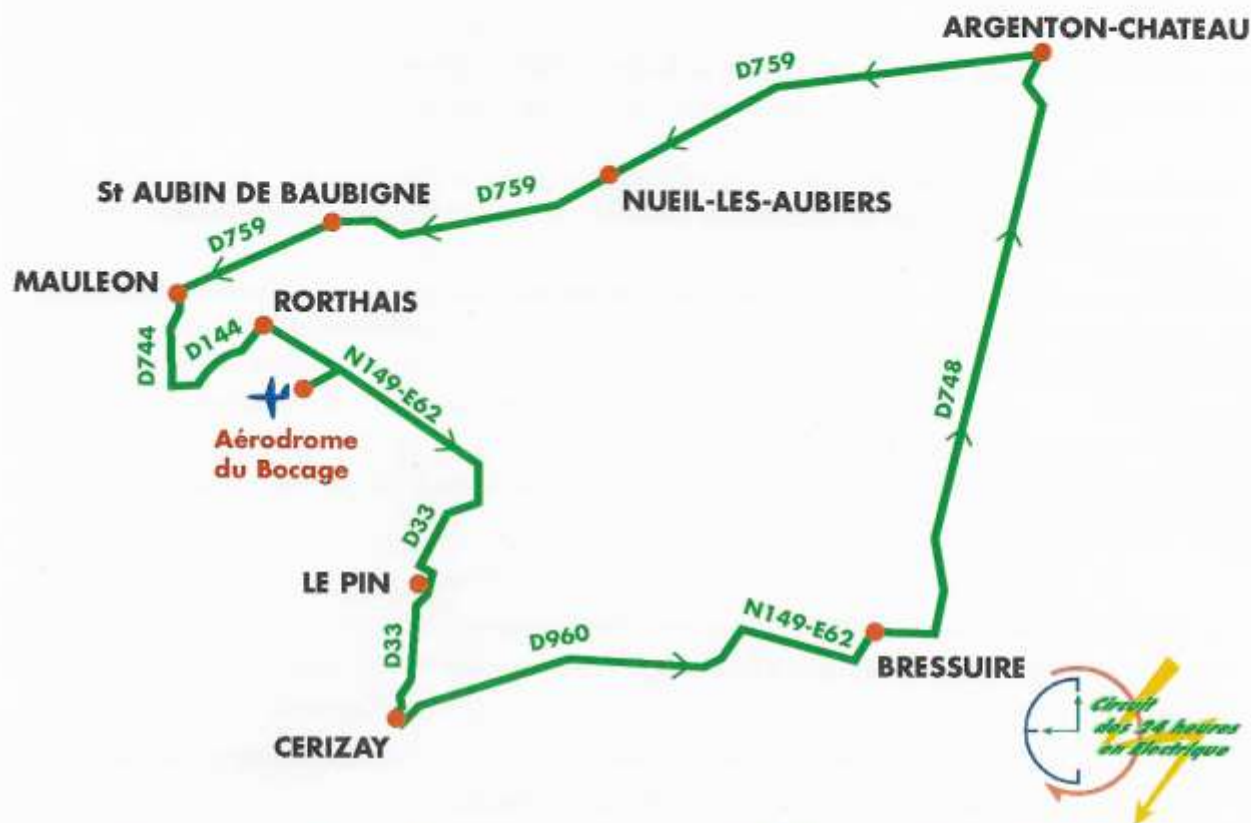 ARGENTON-CHATEAU
D759
D759
St AUBIN DE BAUBIGNE
NUEIL-LES-AUBIERS
D759
MAULEON
RORTHAIS
D744
D144
N149-E62
D748
Aérodrome
du Bocage
D33
LE PIN
D33
D960
N149-E62
BRESSUIRE
CERIZAY
Circuit
des 24 heures
en Electrique